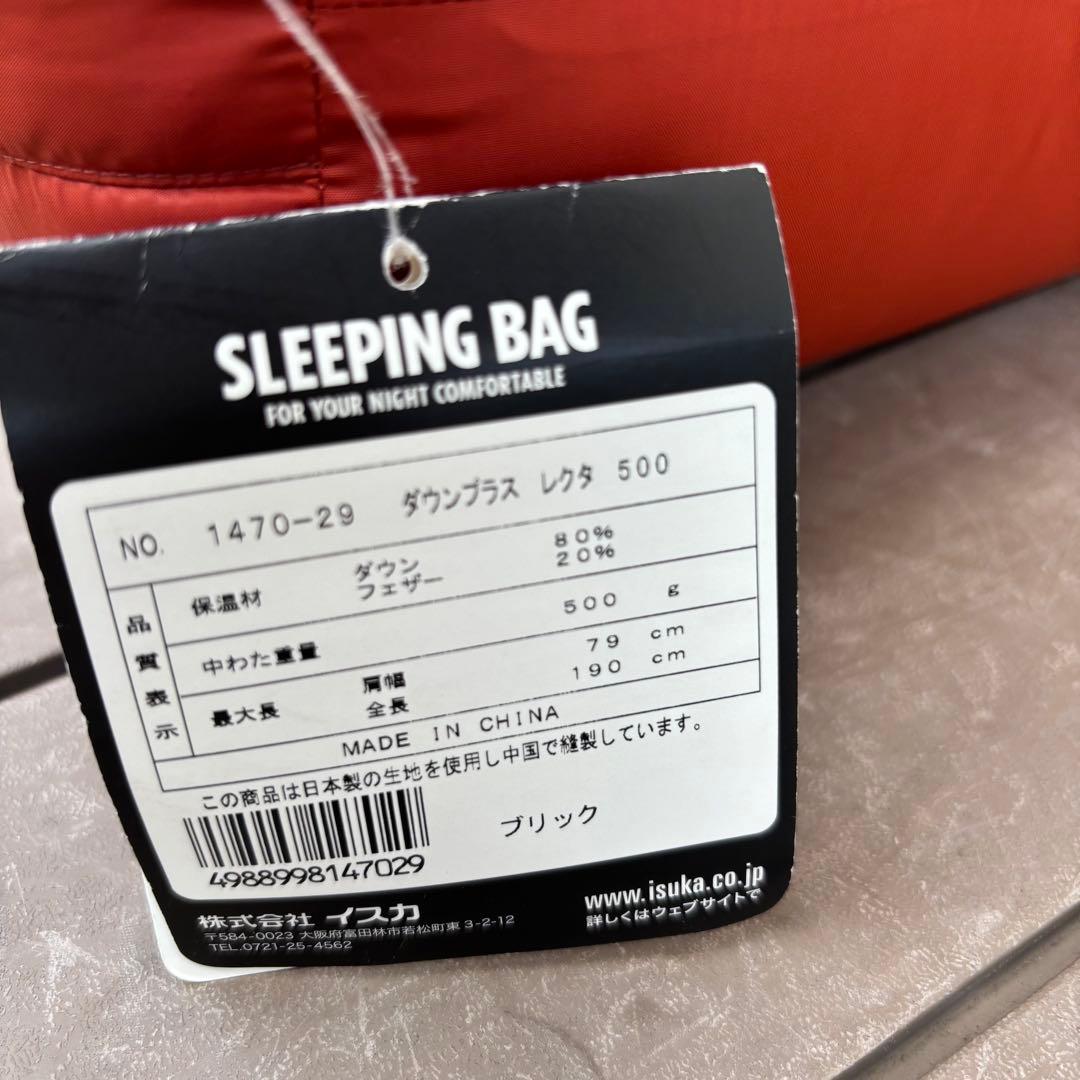 SLEEPING BAG
FOR YOUR NIGHT COMFORTABLE
NO. 1470-29 ダウンプラス レクタ 500
品質表示
保温材 ダウン 80%
フェザー 20%
中わた重量 500 g
最大長 肩幅 79 cm
全長 190 cm
MADE IN CHINA
この商品は日本製の生地を使用し中国で縫製しています。
4988998147029
ブリック
株式会社 イスカ
〒584-0023 大阪府富田林市若松町東 3-2-12
TEL.0721-25-4562
www.isuka.co.jp
詳しくはウェブサイトで